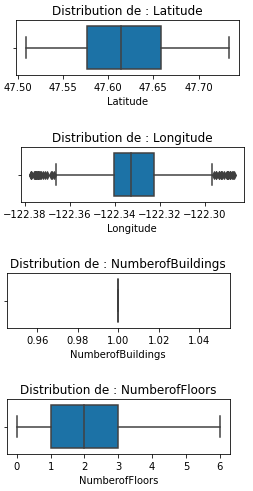 Distribution de : Latitude
47.50 47.55 47.60 47.65 47.70
Latitude
Distribution de : Longitude
−122.38 −122.36 −122.34 −122.32 −122.30
Longitude
Distribution de : NumberofBuildings
0.96 0.98 1.00 1.02 1.04
NumberofBuildings
Distribution de : NumberofFloors
0 1 2 3 4 5 6
NumberofFloors